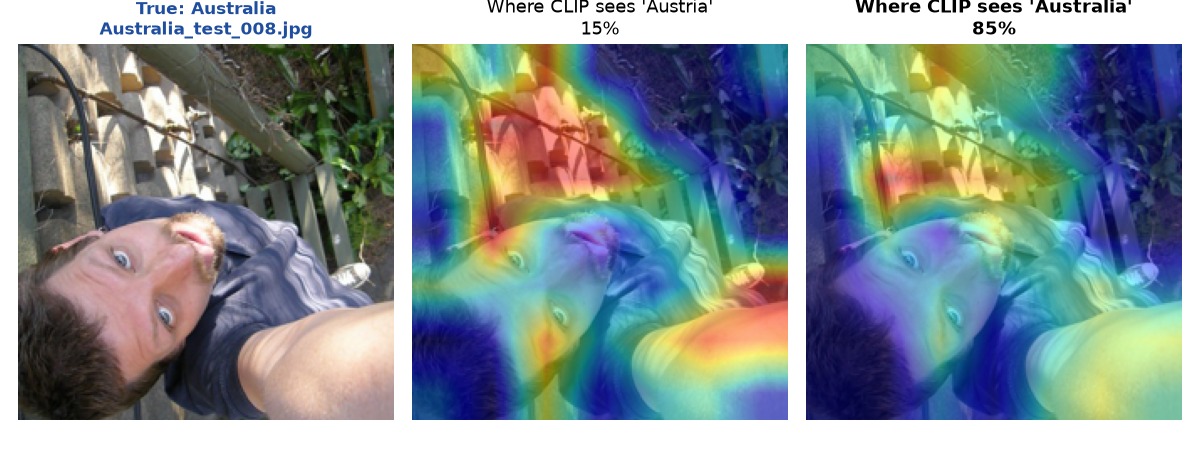 True: Australia
Australia_test_008.jpg
Where CLIP sees 'Austria'
15%
Where CLIP sees 'Australia'
85%